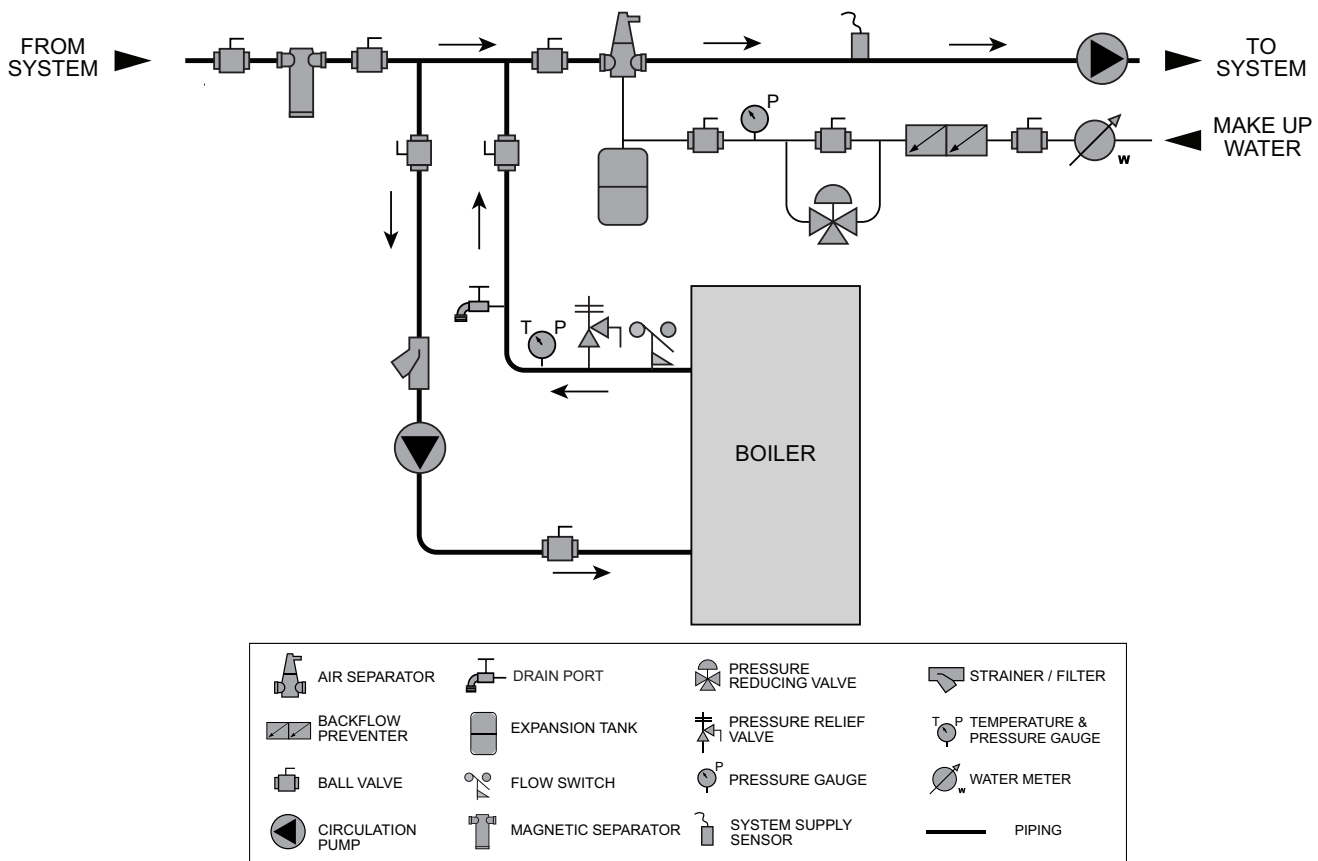 FROM
SYSTEM
TO
SYSTEM
P
MAKE UP
WATER
w
T P
BOILER
AIR SEPARATOR
DRAIN PORT
PRESSURE
REDUCING VALVE
STRAINER / FILTER
BACKFLOW
PREVENTER
EXPANSION TANK
PRESSURE RELIEF
VALVE
T P
TEMPERATURE &
PRESSURE GAUGE
BALL VALVE
FLOW SWITCH
P
PRESSURE GAUGE
w
WATER METER
CIRCULATION
PUMP
MAGNETIC SEPARATOR
SYSTEM SUPPLY
SENSOR
PIPING